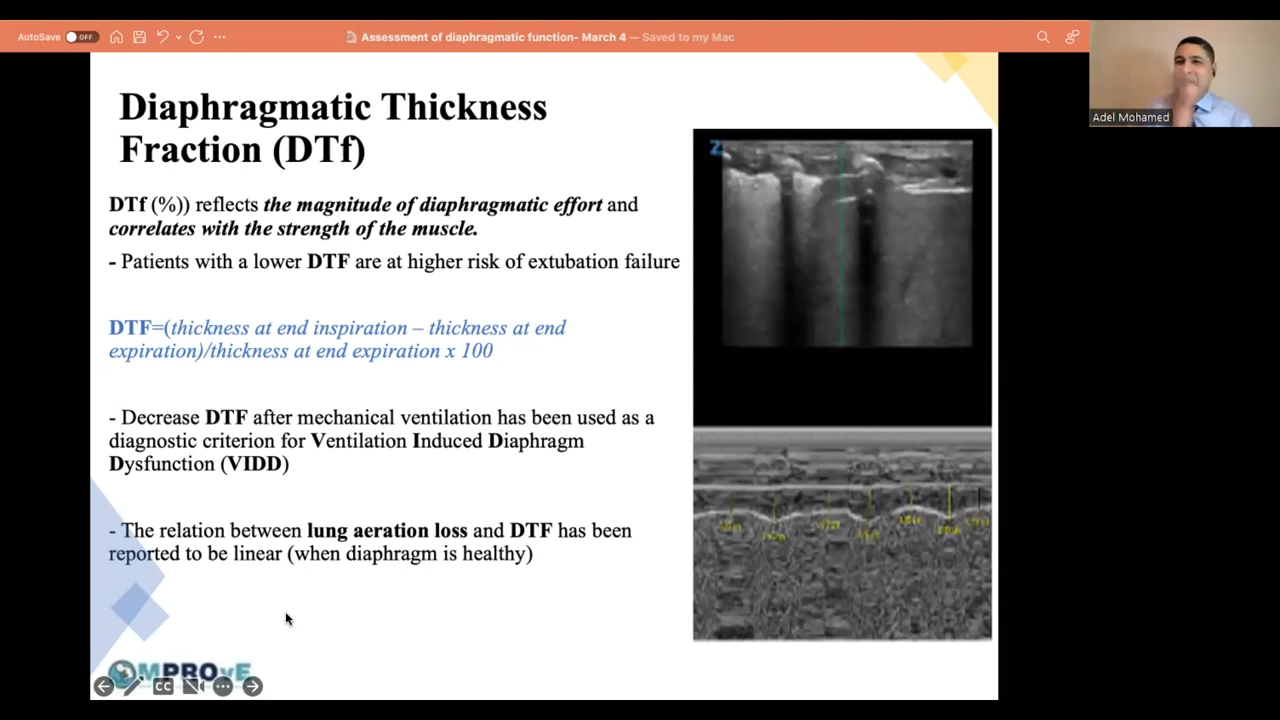 AutoSave OFF
Assessment of diaphragmatic function- March 4 — Saved to my Mac
Adel Mohamed
Diaphragmatic Thickness
Fraction (DTf)
DTf (%)) reflects the magnitude of diaphragmatic effort and
correlates with the strength of the muscle.
- Patients with a lower DTF are at higher risk of extubation failure
DTF=(thickness at end inspiration – thickness at end
expiration)/thickness at end expiration x 100
- Decrease DTF after mechanical ventilation has been used as a
diagnostic criterion for Ventilation Induced Diaphragm
Dysfunction (VIDD)
- The relation between lung aeration loss and DTF has been
reported to be linear (when diaphragm is healthy)
Z
OMPROvE
CC